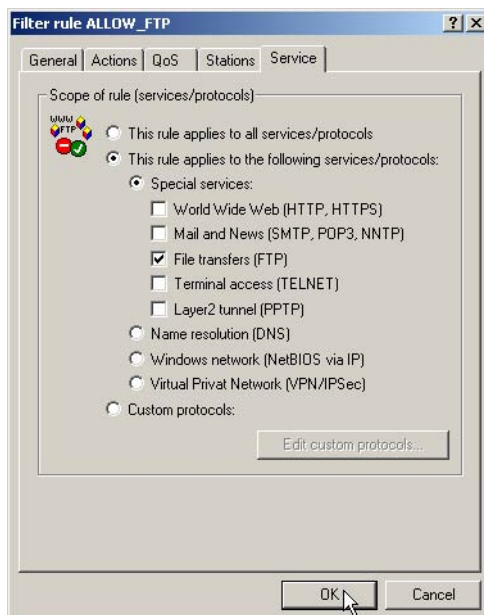 Filter rule ALLOW_FTP
General
Actions
QoS
Stations
Service
Scope of rule (services/protocols)
WWW
FTP
This rule applies to all services/protocols
This rule applies to the following services/protocols:
Special services:
World Wide Web (HTTP, HTTPS)
Mail and News (SMTP, POP3, NNTP)
File transfers (FTP)
Terminal access (TELNET)
Layer2 tunnel (PPTP)
Name resolution (DNS)
Windows network (NetBIOS via IP)
Virtual Privat Network (VPN/IPSec)
Custom protocols:
Edit custom protocols...
OK
Cancel